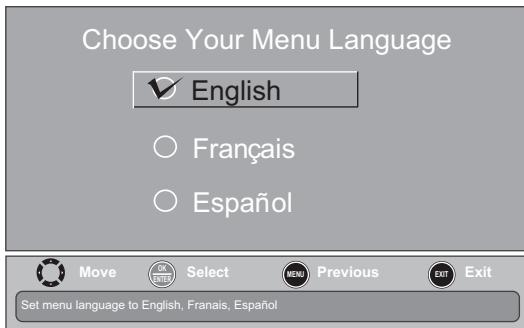 Choose Your Menu Language
English
Français
Español
Move OK ENTER Select MENU Previous EXIT Exit
Set menu language to English, Franais, Español